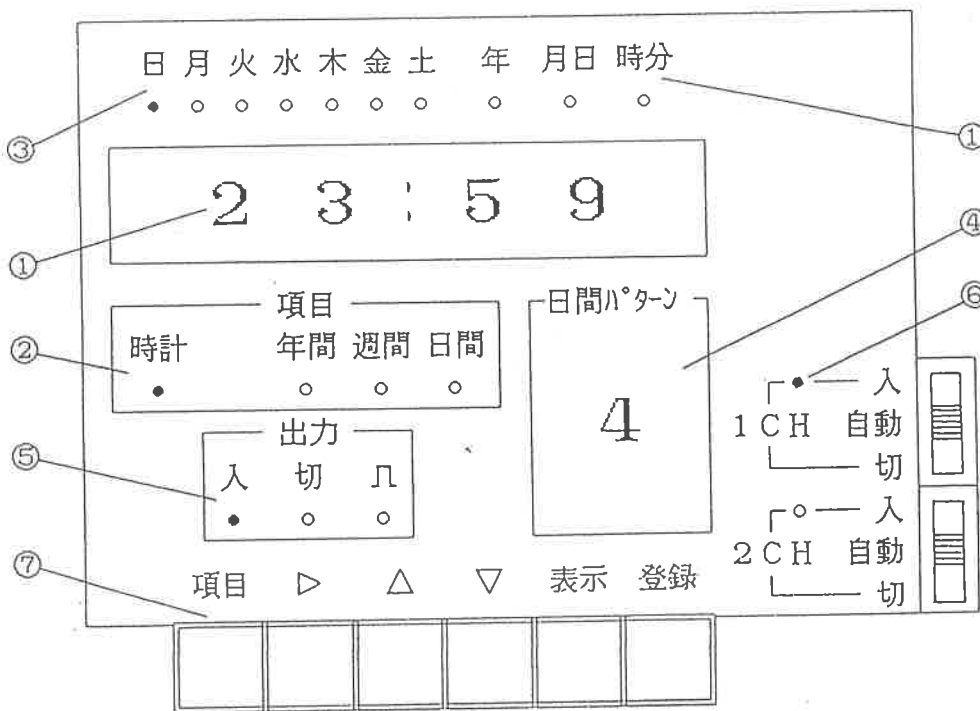 日 月 火 水 木 金 土 年 月日 時分
③
①
23:59
①
④
項目
日間パターン
⑥
②
時計 年間 週間 日間
入
4
1CH 自動
出力
切
⑤
入 切 ⎍
入
2CH 自動
⑦
項目 ▷ △ ▽ 表示 登録
切